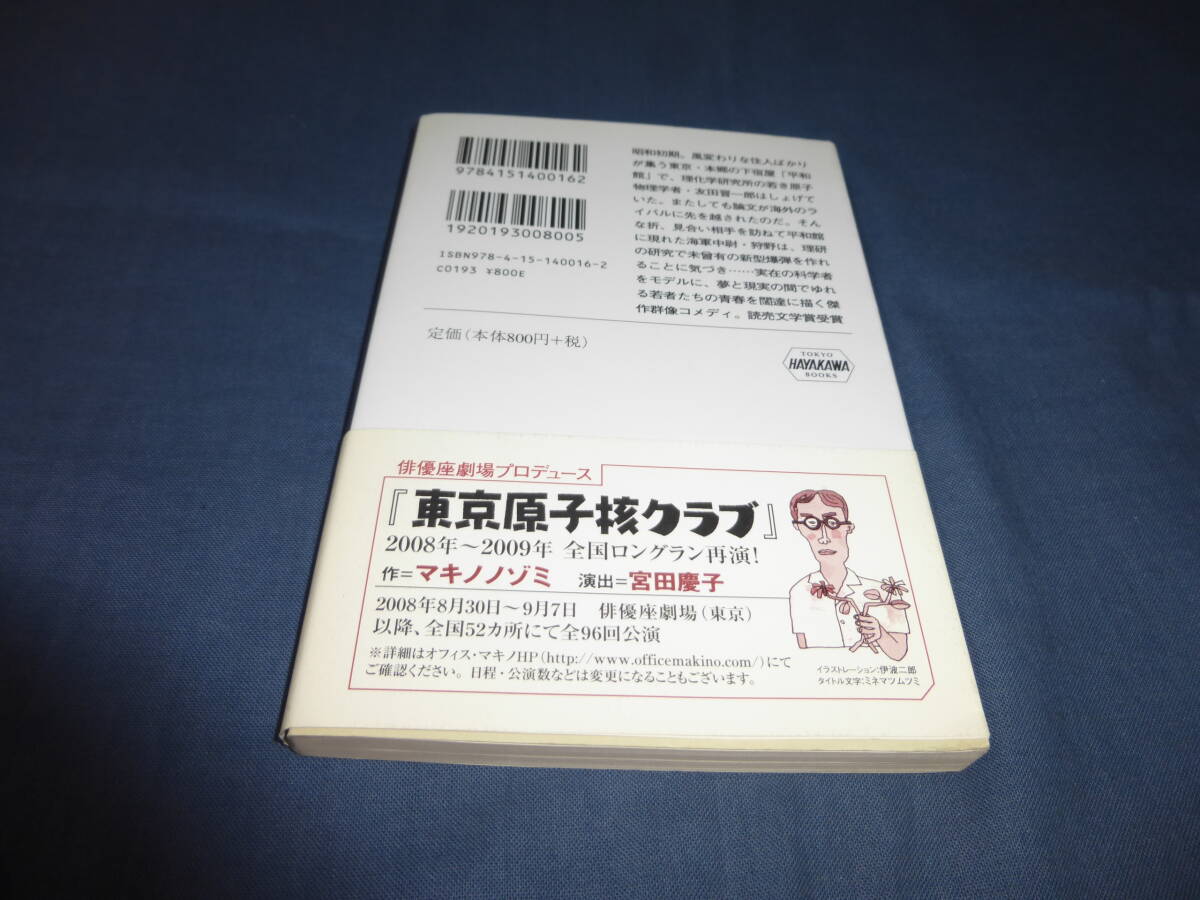 9784151400162
1920193008005
ISBN978-4-15-140016-2
C0193 ¥800E
定価(本体800円+税)
昭和初期。風変わりな住人ばかり
が集う東京・本郷の下宿屋「平和
館」で、理化学研究所の若き原子
物理学者・友田晋一郎はしょげて
いた。またしても論文が海外のラ
イバルに先を越されたのだ。そん
な折、見合い相手を訪ねて平和館
に現れた海軍中尉・狩野は、理研
の研究で未曾有の新型爆弾を作れ
ることに気づき……実在の科学者
をモデルに、夢と現実の間でゆれ
る若者たちの青春を闊達に描く傑
作群像コメディ。読売文学賞受賞
TOKYO
HAYAKAWA
BOOKS
俳優座劇場プロデュース
『東京原子核クラブ』
2008年〜2009年 全国ロングラン再演!
作=マキノノゾミ 演出=宮田慶子
2008年8月30日〜9月7日 俳優座劇場(東京)
以降、全国52カ所にて全96回公演
※詳細はオフィス・マキノHP(http://www.officemakino.com/)にて
ご確認ください。日程・公演数などは変更になることもございます。
イラストレーション:伊波二郎
タイトル文字:ミネマツムツミ